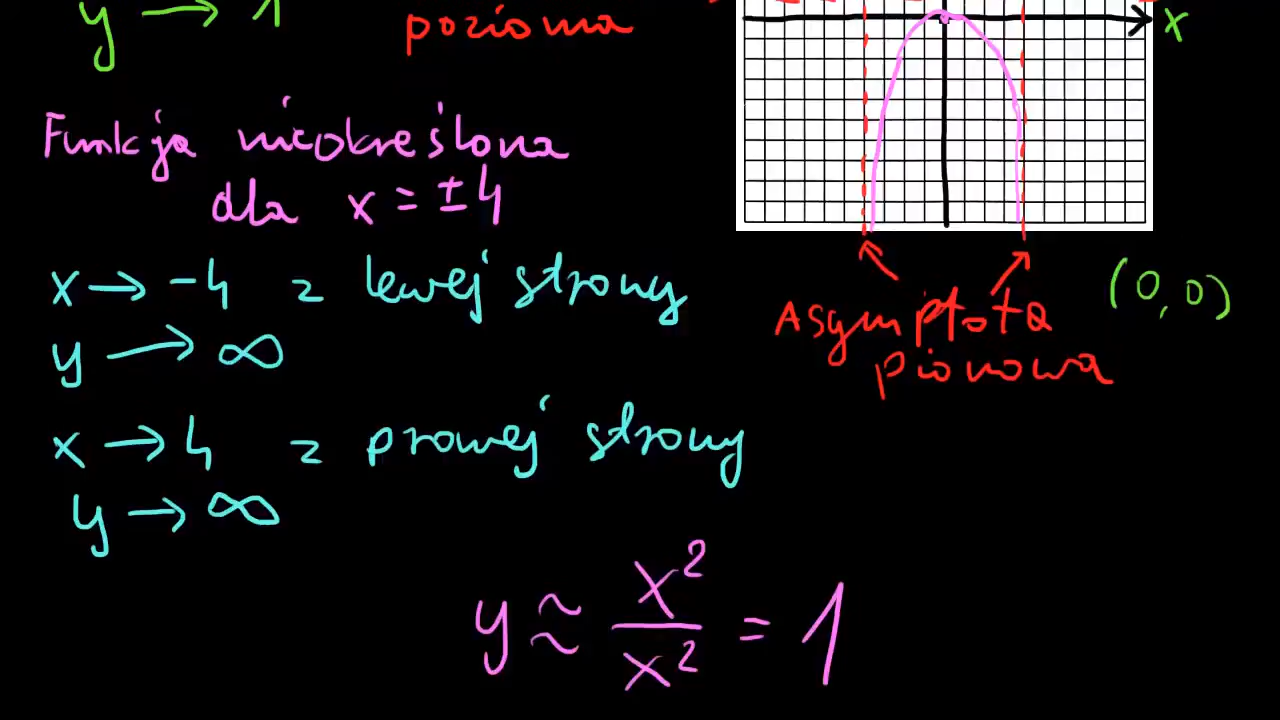 y → 1
pozioma
x
Funkcja nieokreślona
dla x = ±4
x → -4 z lewej strony
y → ∞
x → 4 z prawej strony
y → ∞
(0,0)
Asymptota
pionowa
y ≈ x²/x² = 1